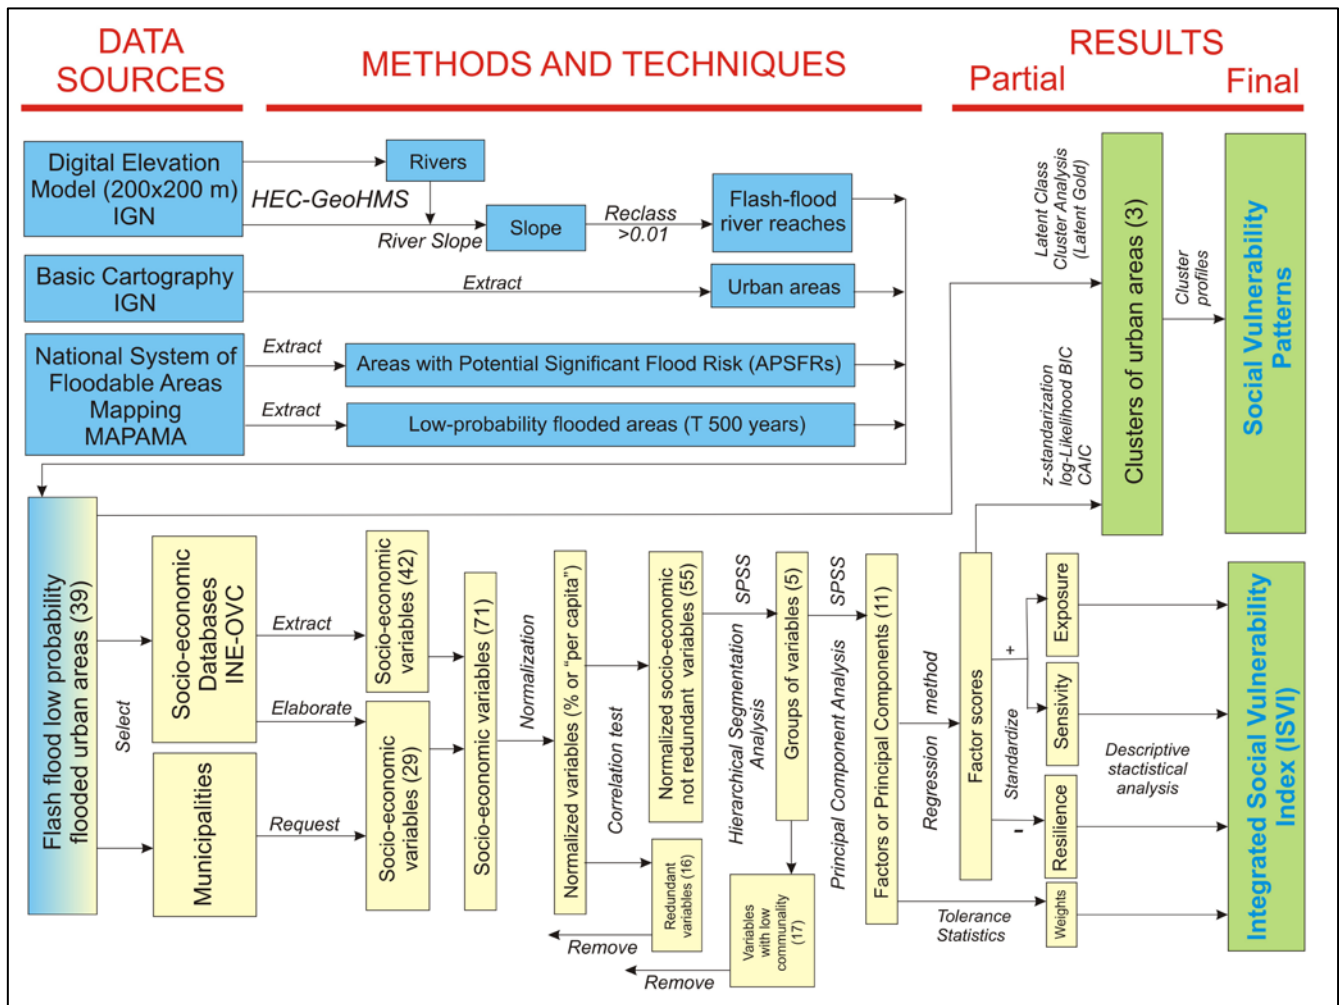 DATA
SOURCES
METHODS AND TECHNIQUES
RESULTS
Partial
Final
Digital Elevation
Model (200x200 m)
IGN
Rivers
HEC-GeoHMS
River Slope
Slope
Reclass
>0.01
Flash-flood
river reaches
Basic Cartography
IGN
Extract
Urban areas
National System of
Floodable Areas
Mapping
MAPAMA
Extract
Areas with Potential Significant Flood Risk (APSFRs)
Extract
Low-probability flooded areas (T 500 years)
Latent Class
Cluster Analysis
(Latent Gold)
z-standarization
log-Likelihood BIC
CAIC
Clusters of urban areas (3)
Cluster
profiles
Social Vulnerability
Patterns
Flash flood low probability
flooded urban areas (39)
Select
Socio-economic
Databases
INE-OVC
Municipalities
Extract
Elaborate
Request
Socio-economic
variables (42)
Socio-economic
variables (29)
Socio-economic variables (71)
Normalization
Normalized variables (% or “per capita”)
Correlation test
Normalized socio-economic
not redundant variables (55)
Redundant
variables (16)
Remove
SPSS
Hierarchical Segmentation
Analysis
Groups of variables (5)
Variables
with low
communality
(17)
Remove
SPSS
Principal Component Analysis
Factors or Principal Components (11)
Regression method
Factor scores
Tolerance
Statistics
Standardize
+
-
Exposure
Sensivity
Resilience
Weights
Descriptive
stactistical
analysis
Integrated Social Vulnerability
Index (ISVI)